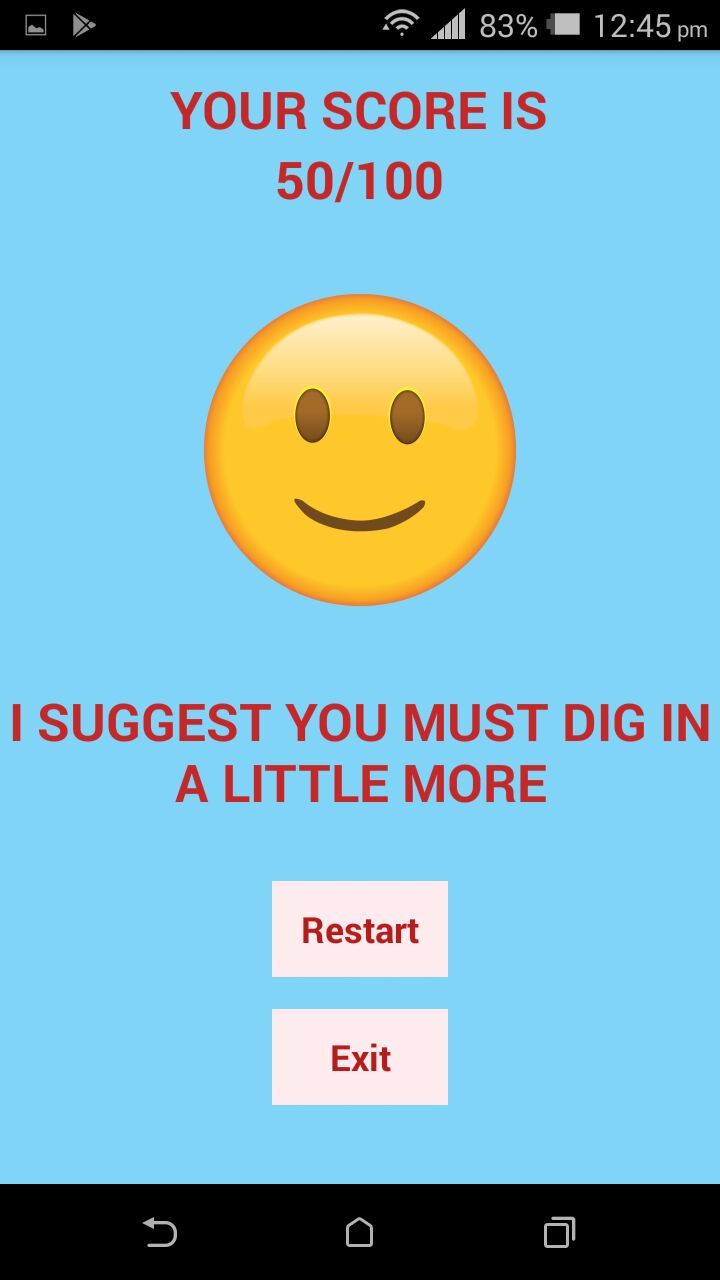 83% 12:45 pm
YOUR SCORE IS
50/100
I SUGGEST YOU MUST DIG IN
A LITTLE MORE
Restart
Exit